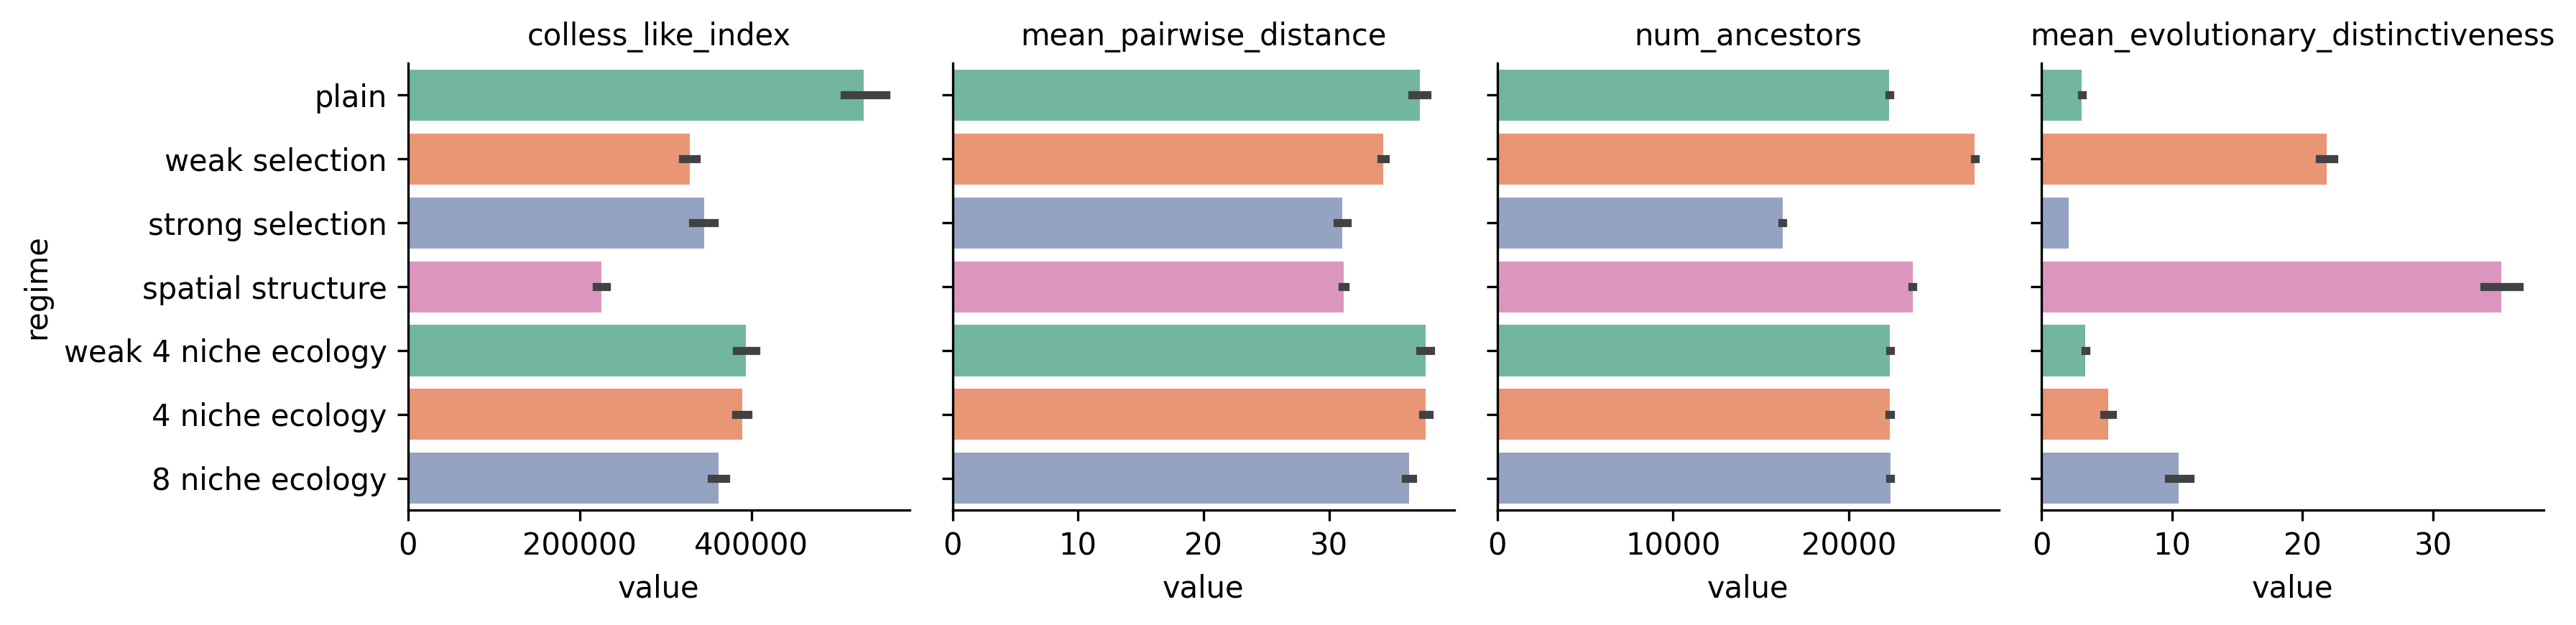 colless_like_index
mean_pairwise_distance
num_ancestors
mean_evolutionary_distinctiveness
regime
plain
weak selection
strong selection
spatial structure
weak 4 niche ecology
4 niche ecology
8 niche ecology
0 200000 400000
value
0 10 20 30
value
0 10000 20000
value
0 10 20 30
value